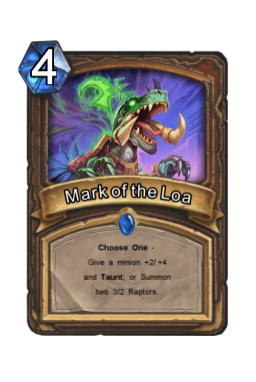 4
Mark of the Loa
Choose One -
Give a minion +2/+4
and Taunt; or Summon
two 3/2 Raptors.